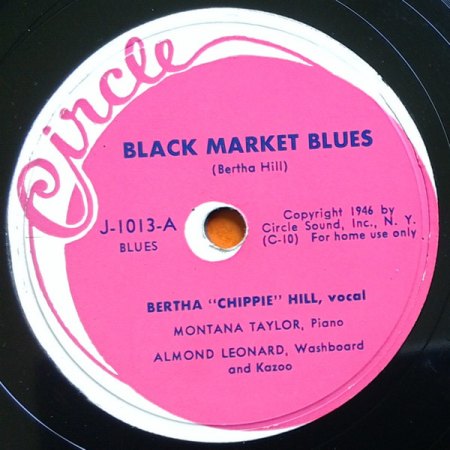 Circle
BLACK MARKET BLUES
(Bertha Hill)
J-1013-A
BLUES
Copyright 1946 by
Circle Sound, Inc., N. Y.
(C-10) For home use only
BERTHA "CHIPPIE" HILL, vocal
MONTANA TAYLOR, Piano
ALMOND LEONARD, Washboard
and Kazoo